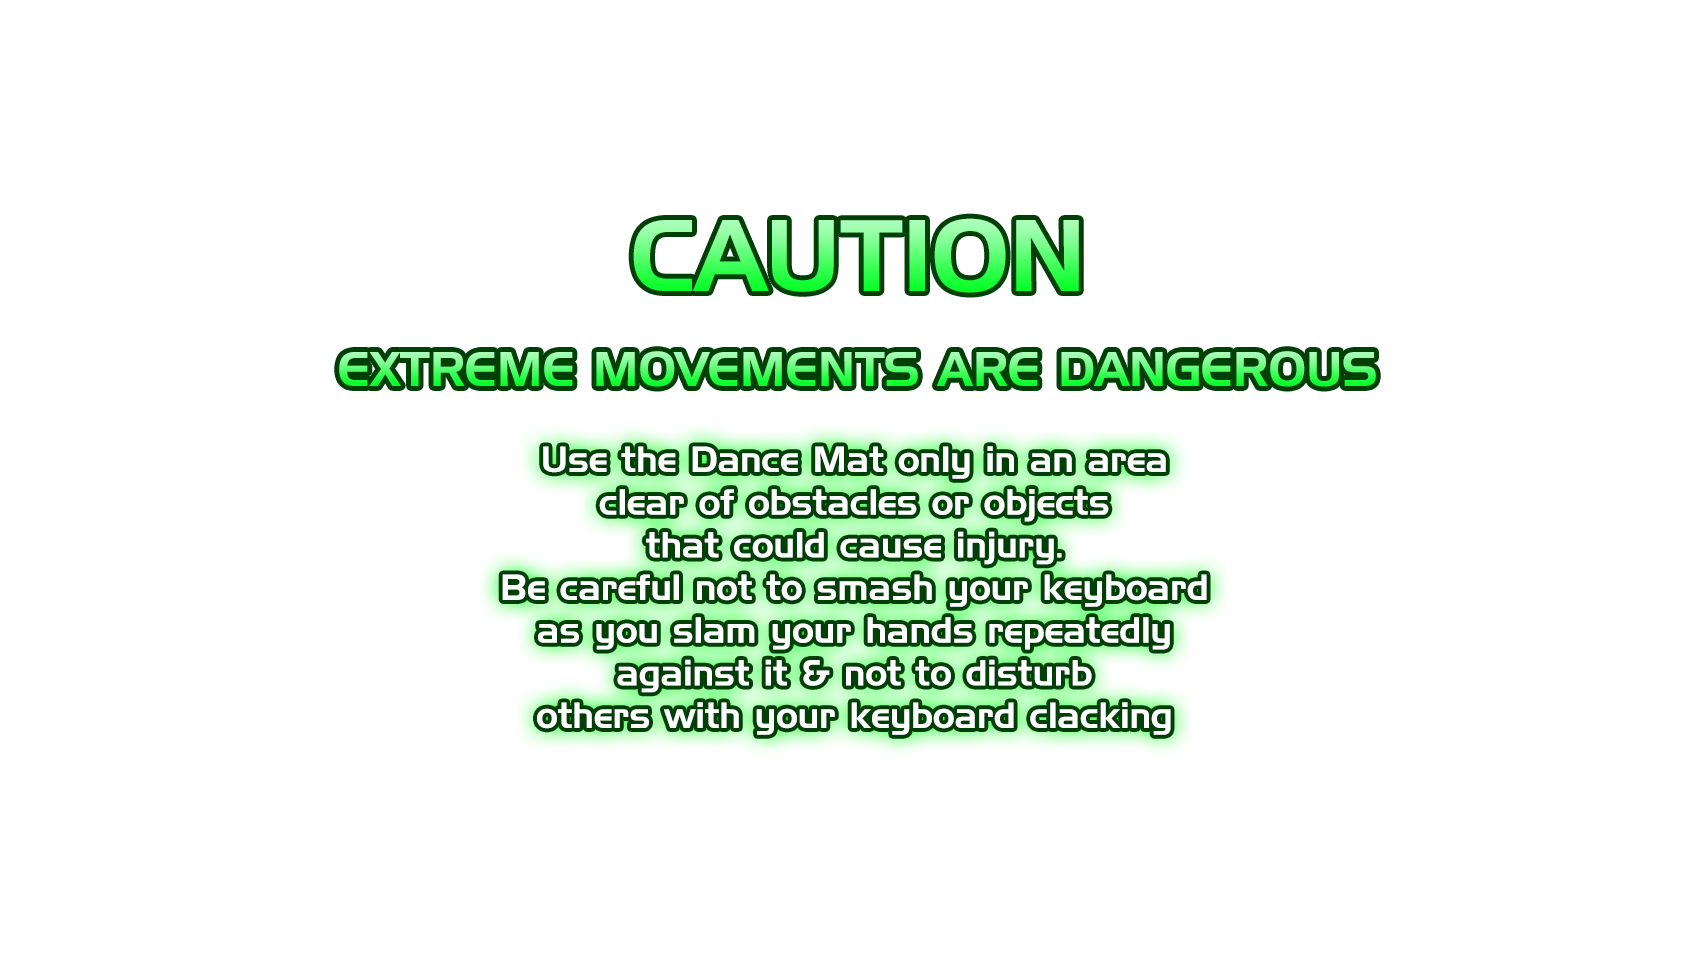 CAUTION
EXTREME MOVEMENTS ARE DANGEROUS
Use the Dance Mat only in an area
clear of obstacles or objects
that could cause injury.
Be careful not to smash your keyboard
as you slam your hands repeatedly
against it & not to disturb
others with your keyboard clacking